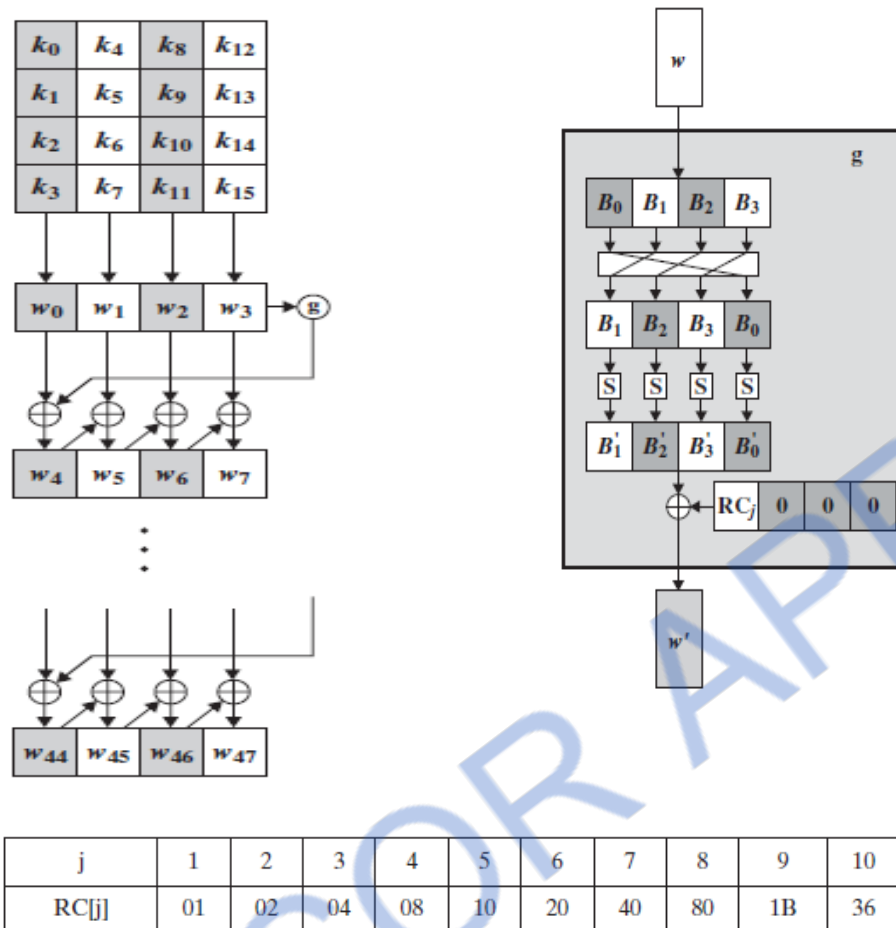 k0 k4 k8 k12
k1 k5 k9 k13
k2 k6 k10 k14
k3 k7 k11 k15
w0 w1 w2 w3 g
w4 w5 w6 w7
w44 w45 w46 w47
w
g
B0 B1 B2 B3
B1 B2 B3 B0
S S S S
B'1 B'2 B'3 B'0
RCj 0 0 0
w'
j 1 2 3 4 5 6 7 8 9 10
RC[j] 01 02 04 08 10 20 40 80 1B 36